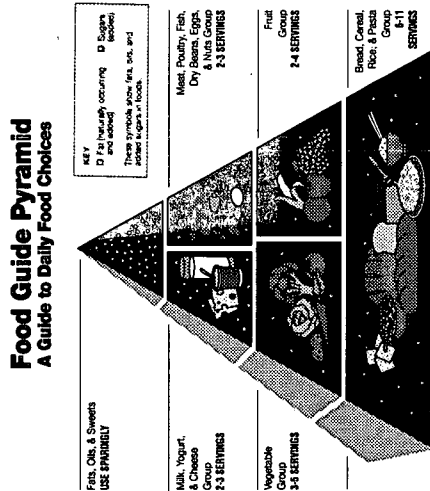 Food Guide Pyramid
A Guide to Daily Food Choices
KEY
Fat (naturally occurring
and added)
Sugars
(added)
These symbols show fats, oils, and
added sugars in foods.
Fats, Oils, & Sweets
USE SPARINGLY
Milk, Yogurt,
& Cheese
Group
2-3 SERVINGS
Meat, Poultry, Fish,
Dry Beans, Eggs,
& Nuts Group
2-3 SERVINGS
Vegetable
Group
3-5 SERVINGS
Fruit
Group
2-4 SERVINGS
Bread, Cereal,
Rice, & Pasta
Group
6-11
SERVINGS